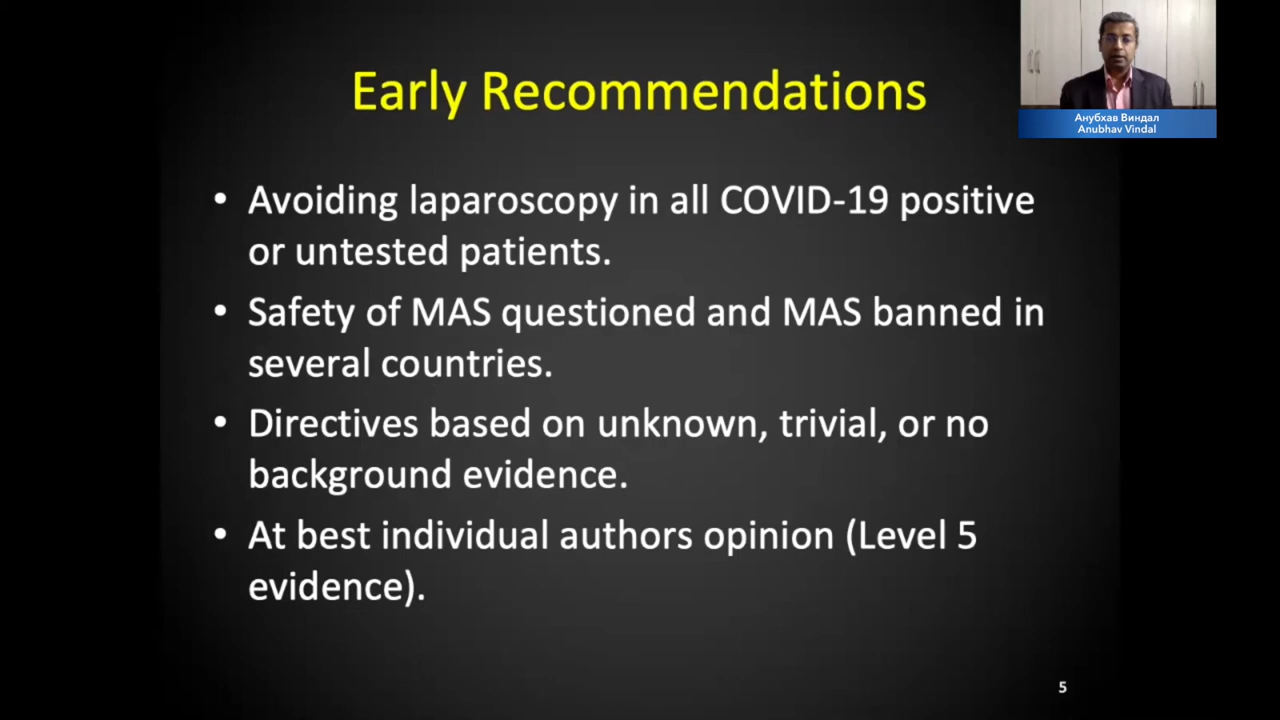 Early Recommendations
Анубхав Виндал
Anubhav Vindal
• Avoiding laparoscopy in all COVID-19 positive
or untested patients.
• Safety of MAS questioned and MAS banned in
several countries.
• Directives based on unknown, trivial, or no
background evidence.
• At best individual authors opinion (Level 5
evidence).
5